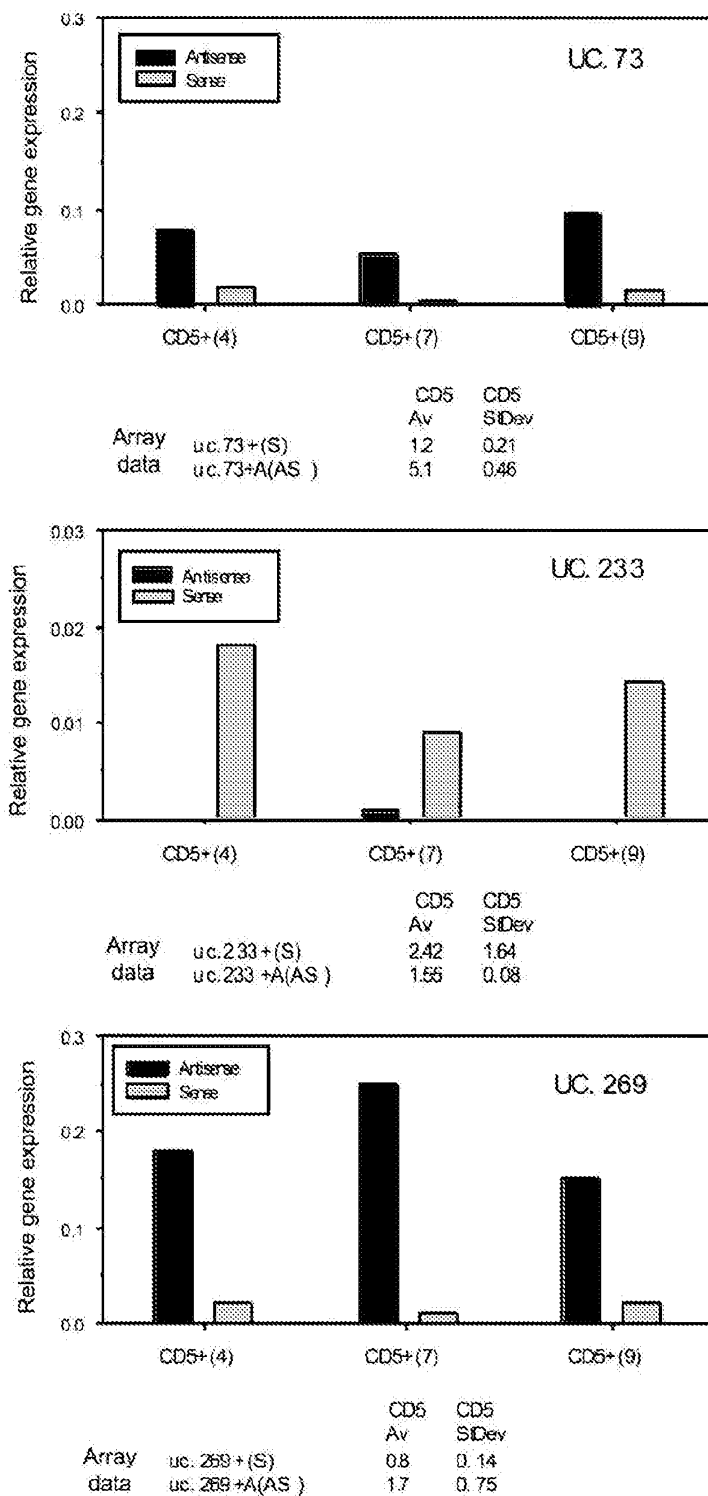 0.3
Antisense
Sense
UC. 73
0.2
0.1
0.0
Relative gene expression
CD5+(4) CD5+(7) CD5+(9)
CD5 CD5
Av StDev
Array data
uc.73+(S) 1.2 0.21
uc.73+A(AS ) 5.1 0.46
0.03
Antisense
Sense
UC. 233
0.02
0.01
0.00
Relative gene expression
CD5+(4) CD5+(7) CD5+(9)
CD5 CD5
Av StDev
Array data
uc.233+(S) 2.42 1.64
uc.233 +A(AS ) 1.55 0.08
0.3
Antisense
Sense
UC. 269
0.2
0.1
0.0
Relative gene expression
CD5+(4) CD5+(7) CD5+(9)
CD5 CD5
Av StDev
Array data
uc. 269+(S) 0.8 0.14
uc. 269+A(AS ) 1.7 0.75